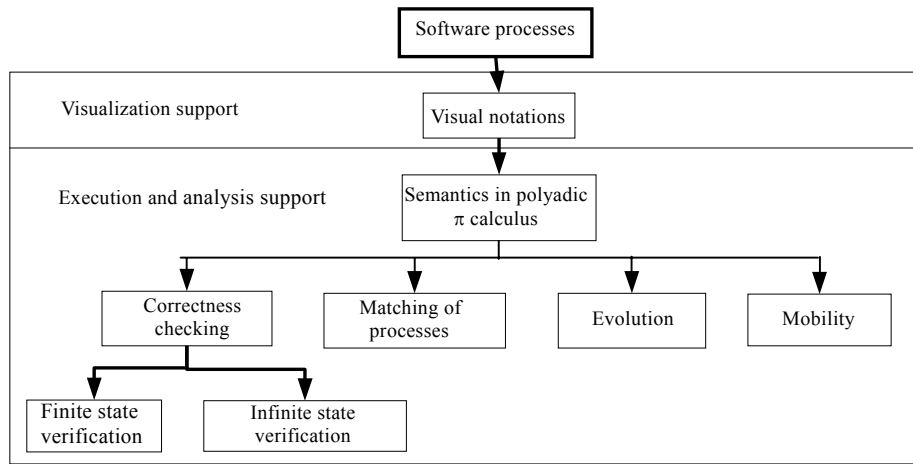 Software processes
Visualization support
Visual notations
Execution and analysis support
Semantics in polyadic
π calculus
Correctness
checking
Matching of
processes
Evolution
Mobility
Finite state
verification
Infinite state
verification